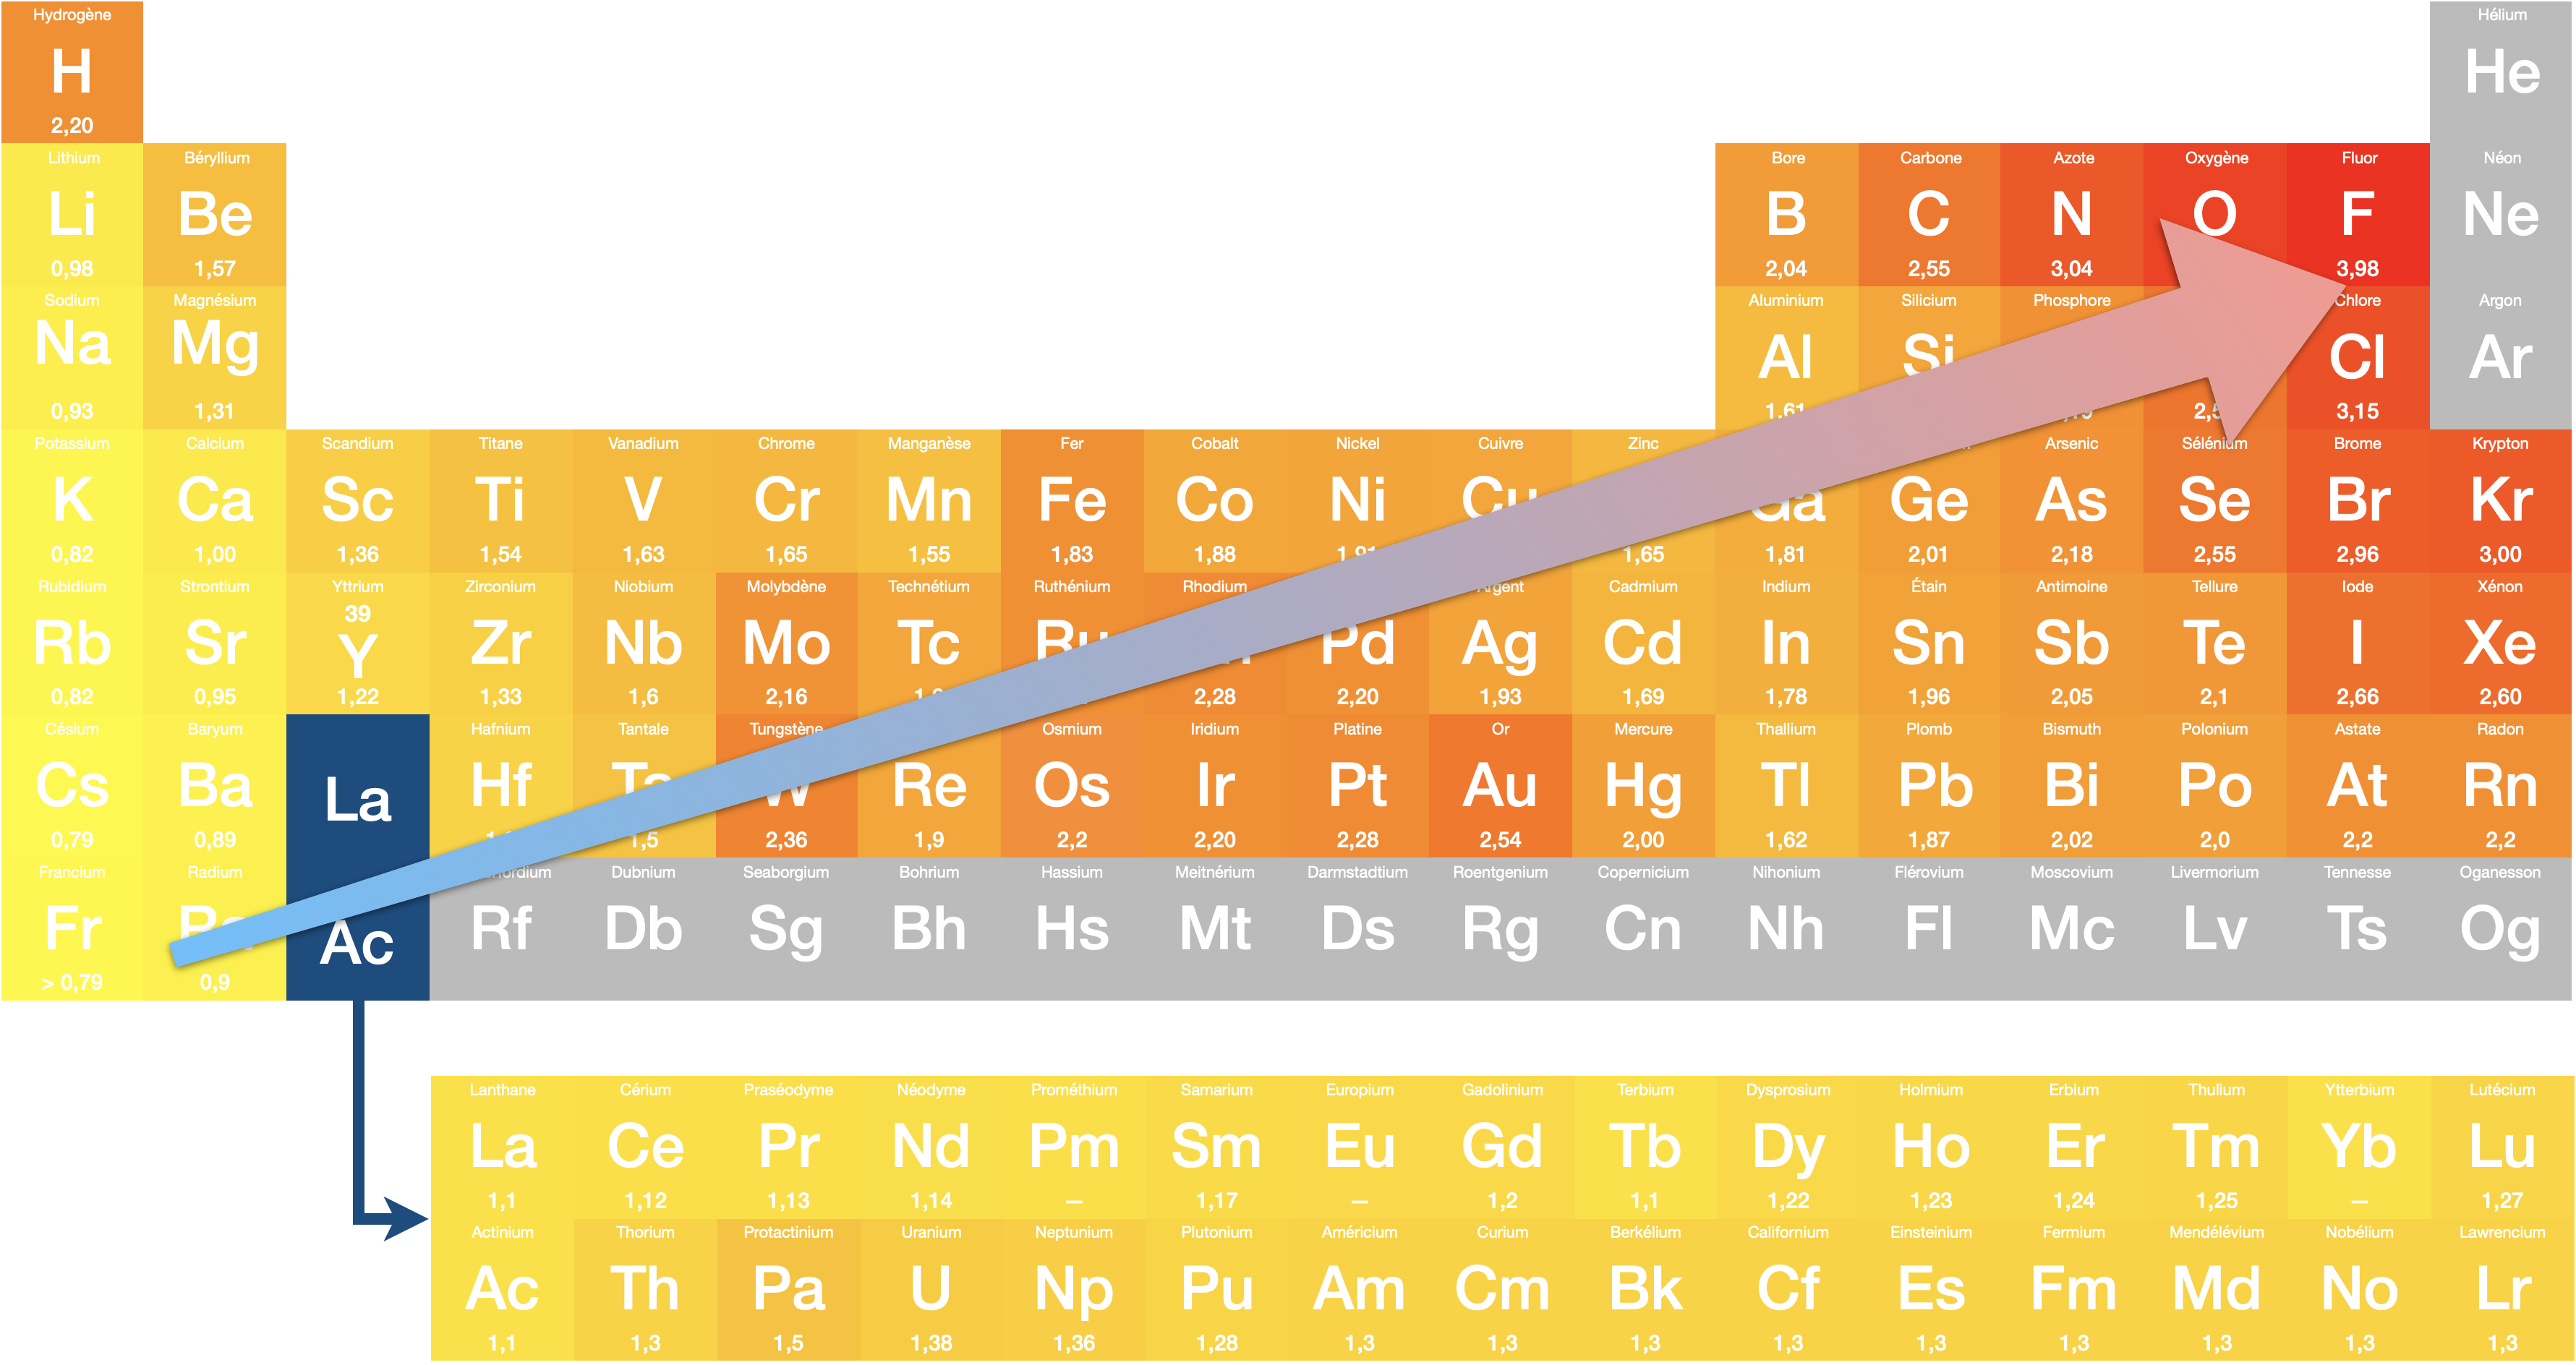 Hydrogène Hélium
H He
2,20
Lithium Béryllium Bore Carbone Azote Oxygène Fluor Néon
Li Be B C N O F Ne
0,98 1,57 2,04 2,55 3,04 3,98
Sodium Magnésium Aluminium Silicium Phosphore Chlore Argon
Na Mg Al Si Cl Ar
0,93 1,31 1,61 3,15
Potassium Calcium Scandium Titane Vanadium Chrome Manganèse Fer Cobalt Nickel Cuivre Zinc Arsenic Sélénium Brome Krypton
K Ca Sc Ti V Cr Mn Fe Co Ni Cu Ga Ge As Se Br Kr
0,82 1,00 1,36 1,54 1,63 1,65 1,55 1,83 1,88 1,91 1,65 1,81 2,01 2,18 2,55 2,96 3,00
Rubidium Strontium Yttrium Zirconium Niobium Molybdène Technétium Ruthénium Rhodium Argent Cadmium Indium Étain Antimoine Tellure Iode Xénon
39
Rb Sr Y Zr Nb Mo Tc Ru Pd Ag Cd In Sn Sb Te I Xe
0,82 0,95 1,22 1,33 1,6 2,16 2,28 2,20 1,93 1,69 1,78 1,96 2,05 2,1 2,66 2,60
Césium Baryum Hafnium Tantale Tungstène Osmium Iridium Platine Or Mercure Thallium Plomb Bismuth Polonium Astate Radon
Cs Ba La Hf Ta W Re Os Ir Pt Au Hg Tl Pb Bi Po At Rn
0,79 0,89 1,5 2,36 1,9 2,2 2,20 2,28 2,54 2,00 1,62 1,87 2,02 2,0 2,2 2,2
Francium Radium Dubnium Seaborgium Bohrium Hassium Meitnérium Darmstadtium Roentgenium Copernicium Nihonium Flérovium Moscovium Livermorium Tennesse Oganesson
Fr Ac Rf Db Sg Bh Hs Mt Ds Rg Cn Nh Fl Mc Lv Ts Og
> 0,79 0,9
Lanthane Cérium Praséodyme Néodyme Prométhium Samarium Europium Gadolinium Terbium Dysprosium Holmium Erbium Thulium Ytterbium Lutécium
La Ce Pr Nd Pm Sm Eu Gd Tb Dy Ho Er Tm Yb Lu
1,1 1,12 1,13 1,14 – 1,17 – 1,2 1,1 1,22 1,23 1,24 1,25 – 1,27
Actinium Thorium Protactinium Uranium Neptunium Plutonium Américium Curium Berkélium Californium Einsteinium Fermium Mendélévium Nobélium Lawrencium
Ac Th Pa U Np Pu Am Cm Bk Cf Es Fm Md No Lr
1,1 1,3 1,5 1,38 1,36 1,28 1,3 1,3 1,3 1,3 1,3 1,3 1,3 1,3 1,3